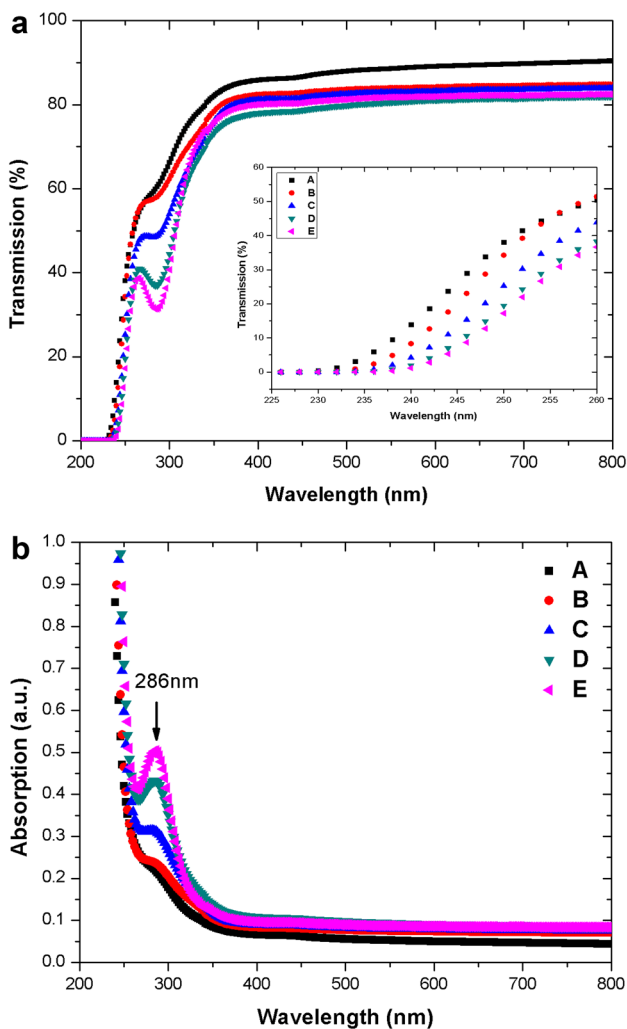 a
100
80
60
40
20
0
Transmission (%)
200 300 400 500 600 700 800
Wavelength (nm)
60
50
40
30
20
10
0
Transmission (%)
A
B
C
D
E
225 230 235 240 245 250 255 260
Wavelength (nm)
b
1.0
0.9
0.8
0.7
0.6
0.5
0.4
0.3
0.2
0.1
0.0
Absorption (a.u.)
286nm
A
B
C
D
E
200 250 300 400 500 600 700 800
Wavelength (nm)